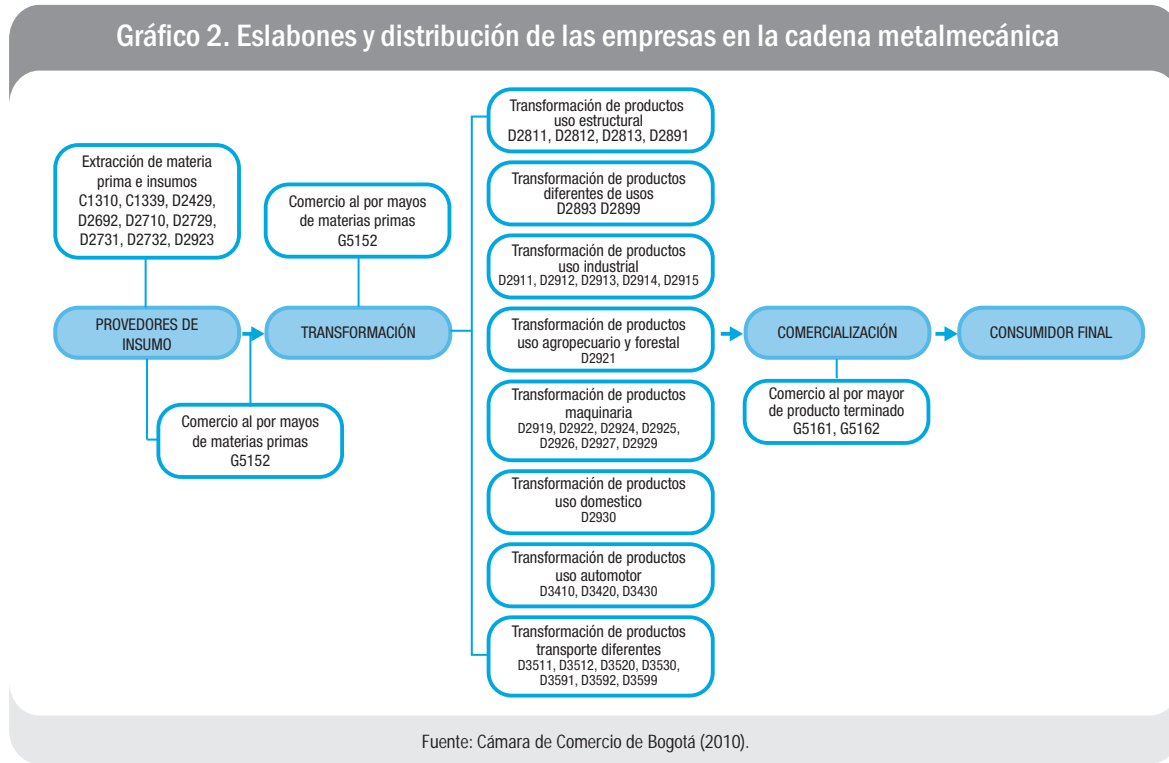 Gráfico 2. Eslabones y distribución de las empresas en la cadena metalmecánica
Extracción de materia
prima e insumos
C1310, C1339, D2429,
D2692, D2710, D2729,
D2731, D2732, D2923
PROVEDORES DE
INSUMO
Comercio al por mayos
de materias primas
G5152
Comercio al por mayos
de materias primas
G5152
TRANSFORMACIÓN
Transformación de productos
uso estructural
D2811, D2812, D2813, D2891
Transformación de productos
diferentes de usos
D2893 D2899
Transformación de productos
uso industrial
D2911, D2912, D2913, D2914, D2915
Transformación de productos
uso agropecuario y forestal
D2921
Transformación de productos
maquinaria
D2919, D2922, D2924, D2925,
D2926, D2927, D2929
Transformación de productos
uso domestico
D2930
Transformación de productos
uso automotor
D3410, D3420, D3430
Transformación de productos
transporte diferentes
D3511, D3512, D3520, D3530,
D3591, D3592, D3599
COMERCIALIZACIÓN
Comercio al por mayor
de producto terminado
G5161, G5162
CONSUMIDOR FINAL
Fuente: Cámara de Comercio de Bogotá (2010).